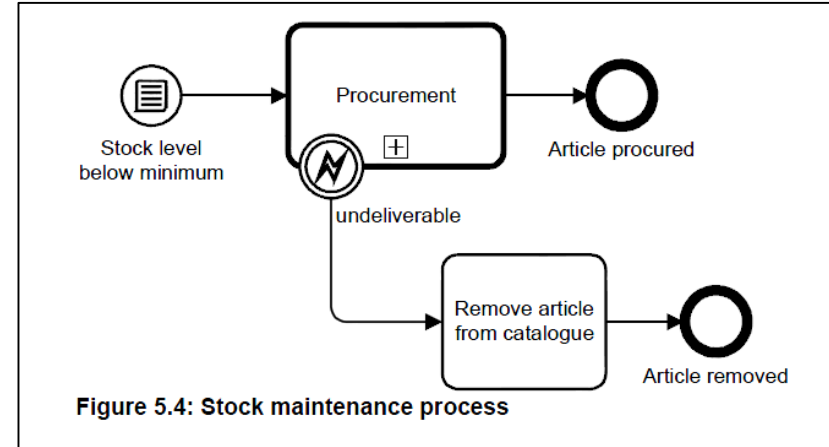 Procurement
Stock level
below minimum
Article procured
undeliverable
Remove article
from catalogue
Article removed
Figure 5.4: Stock maintenance process